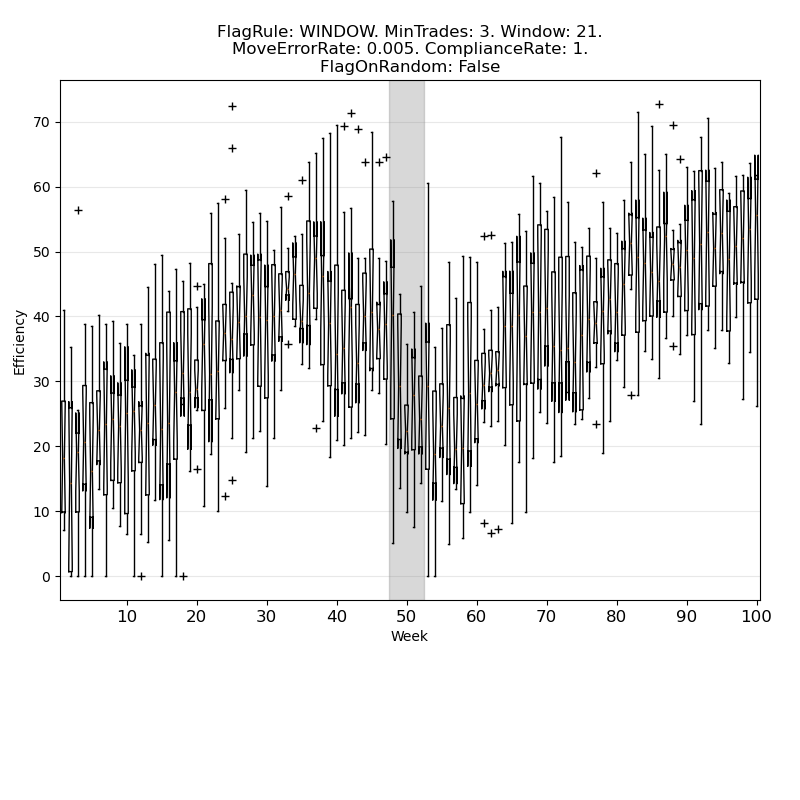 FlagRule: WINDOW. MinTrades: 3. Window: 21.
MoveErrorRate: 0.005. ComplianceRate: 1.
FlagOnRandom: False
Efficiency
70
60
50
40
30
20
10
0
10 20 30 40 50 60 70 80 90 100
Week